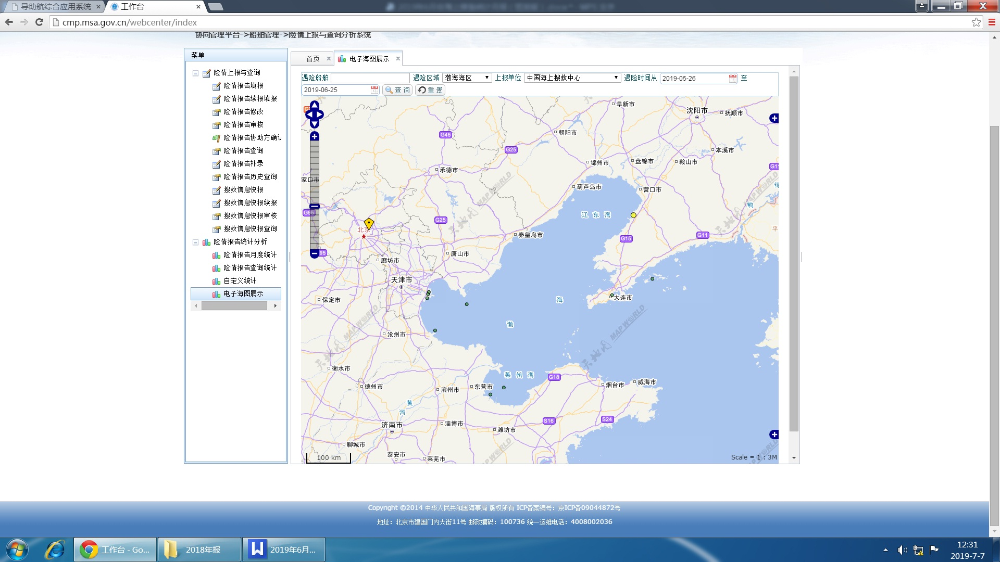 导助航综合应用系统
工作台
cmp.msa.gov.cn/webcenter/index
协同管理平台->船舶管理->险情上报与查询分析系统
菜单
首页
电子海图展示
险情上报与查询
险情报告填报
险情报告续报填报
险情报告修改
险情报告审核
险情报告协助方确
险情报告查询
险情报告补录
险情报告历史查询
搜救信息快报
搜救信息快报续报
搜救信息快报审核
搜救信息快报查询
险情报告统计分析
险情报告月度统计
险情报告查询统计
自定义统计
电子海图展示
遇险船舶 遇险区域 渤海海区 上报单位 中国海上搜救中心 遇险时间从 2019-05-26 至
2019-06-25 查 询 重 置
阜新市
沈阳市
抚顺市
朝阳市
G45
G25
本溪市
锦州市
盘锦市
鞍山市
承德市
家口市
葫芦岛市
营口市
MAPWORLD
鸭
辽东湾
G25
北京
秦皇岛市
G15
G11
平
唐山市
廊坊市
天津市
保定市
大连市
海
渤
沧州市
天地图 MAPWORLD
天地图 MAPWORLD
衡水市
莱州湾
G18
德州市
滨州市
东营市
烟台市
威海市
黄
河
济南市
淄博市
潍坊市
S16
S24
聊城市
泰安市
莱芜市
MAPWORLD
100 km
Scale = 1 : 3M
Copyright ©2014 中华人民共和国海事局 版权所有 ICP备案编号：京ICP备09044872号
地址：北京市建国门内大街11号 邮政编码：100736 统一运维电话：4008002036
工作台 - Go...
2018年报
2019年6月...
12:31
2019-7-7